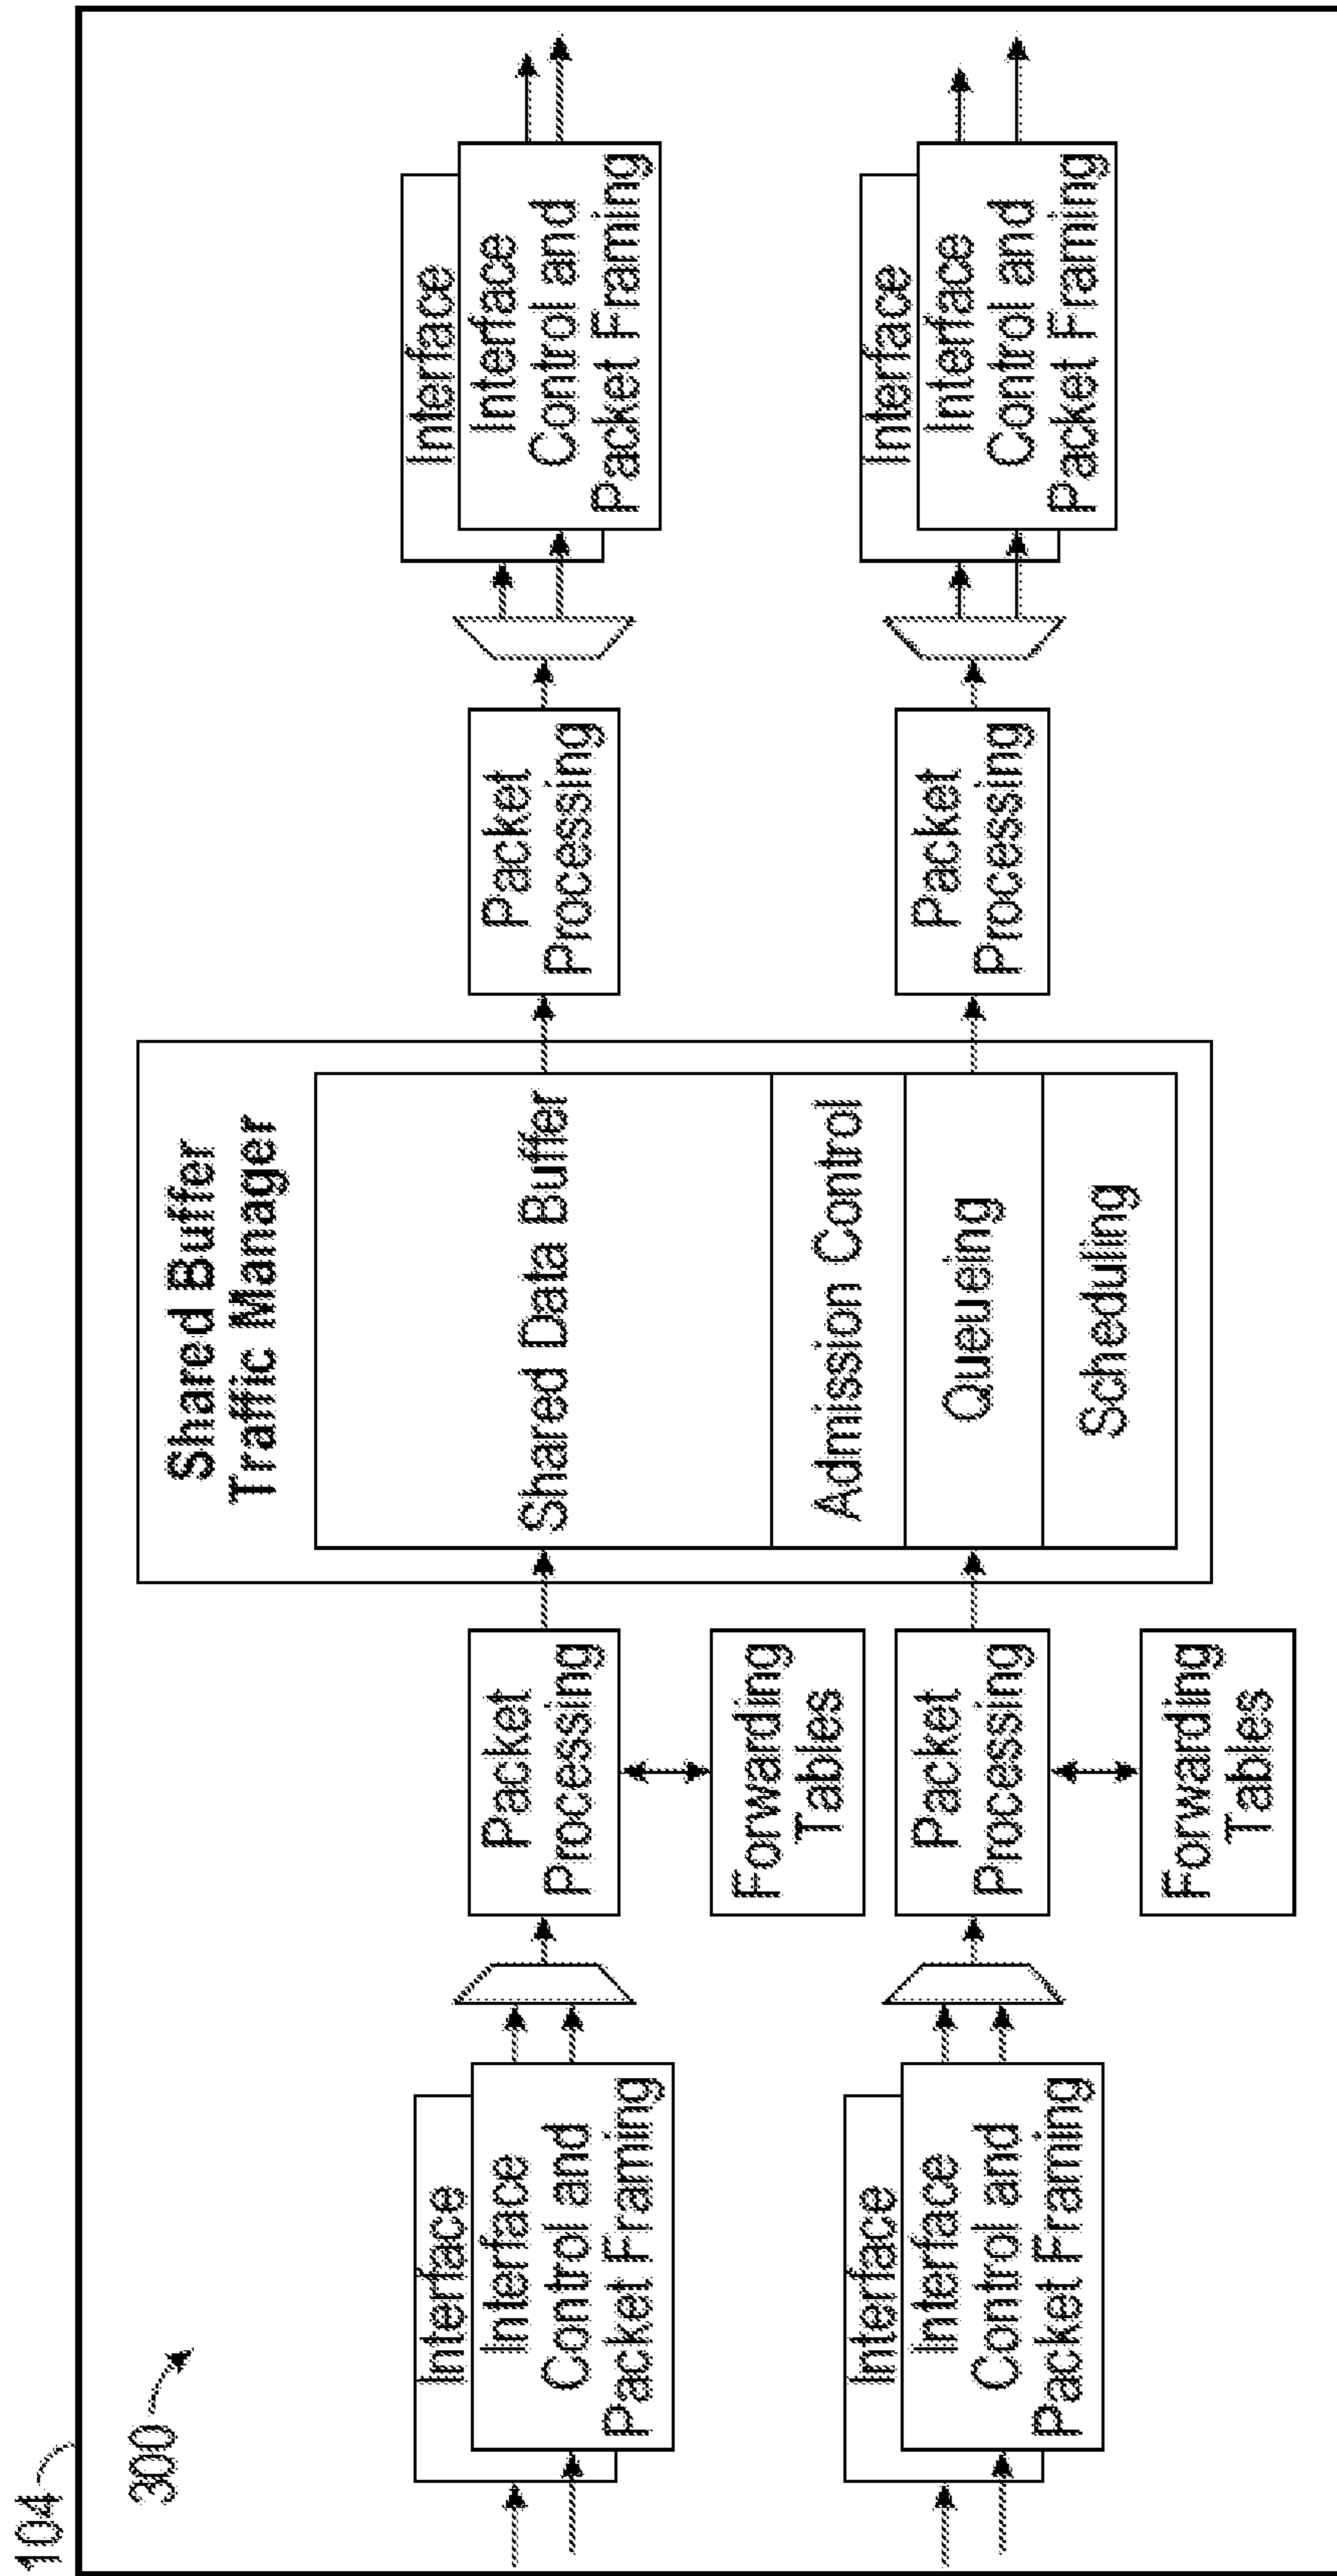 104
300
Shared Buffer
Traffic Manager
Interface
Interface
Control and
Packet Framing
Packet
Processing
Forwarding
Tables
Shared Data Buffer
Packet
Processing
Interface
Interface
Control and
Packet Framing
Interface
Interface
Control and
Packet Framing
Packet
Processing
Forwarding
Tables
Admission Control
Queueing
Scheduling
Packet
Processing
Interface
Interface
Control and
Packet Framing